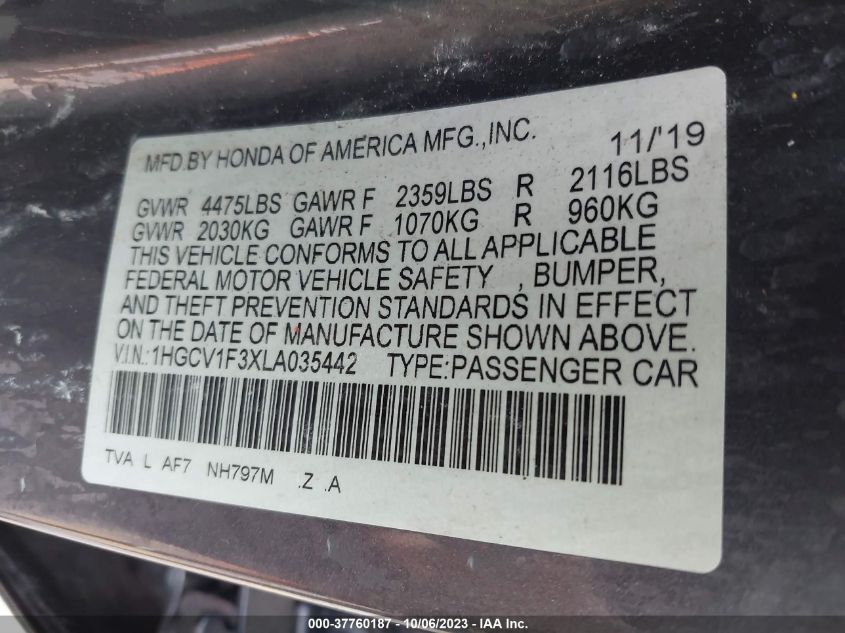 MFD.BY HONDA OF AMERICA MFG.,INC. 11/'19
GVWR 4475LBS GAWR F 2359LBS R 2116LBS
GVWR 2030KG GAWR F 1070KG R 960KG
THIS VEHICLE CONFORMS TO ALL APPLICABLE
FEDERAL MOTOR VEHICLE SAFETY , BUMPER,
AND THEFT PREVENTION STANDARDS IN EFFECT
ON THE DATE OF MANUFACTURE SHOWN ABOVE.
V.I.N.:1HGCV1F3XLA035442 TYPE:PASSENGER CAR
TVA L AF7 NH797M .Z .A
000-37760187 - 10/06/2023 - © IAA, Inc.